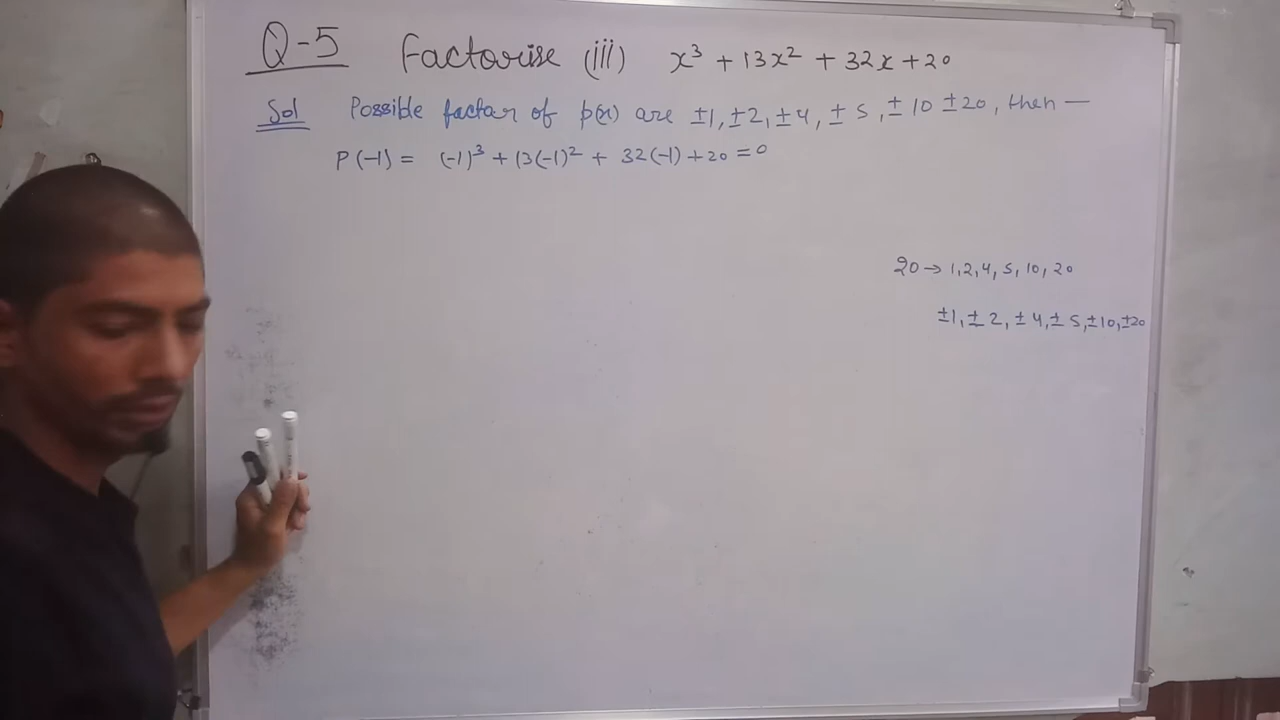 Q-5 Factorise (iii) x³ + 13x² + 32x + 20
Sol Possible factor of p(x) are ±1, ±2, ±4, ±5, ±10 ±20, then —
P(-1) = (-1)³ + 13(-1)² + 32(-1) + 20 = 0
20 → 1, 2, 4, 5, 10, 20
±1, ± 2, ± 4, ± 5, ±10, ±20